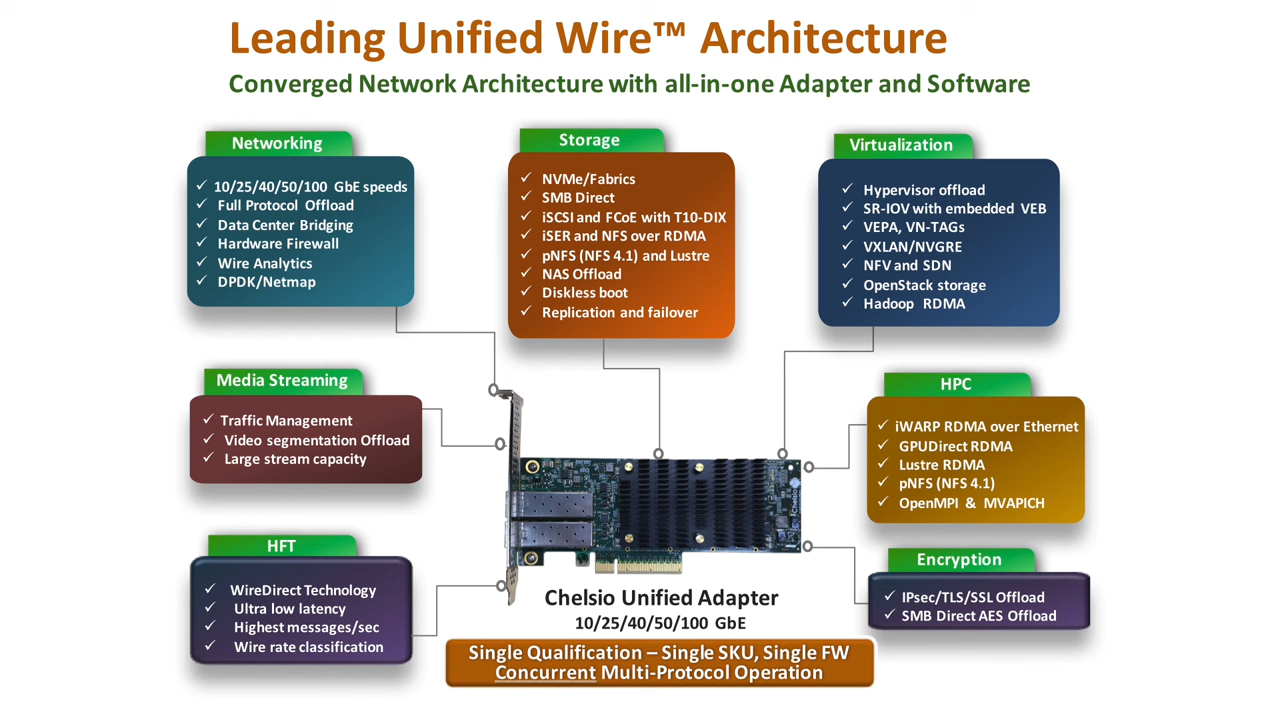 Leading Unified Wire™ Architecture
Converged Network Architecture with all-in-one Adapter and Software
Networking
✓ 10/25/40/50/100 GbE speeds
✓ Full Protocol Offload
✓ Data Center Bridging
✓ Hardware Firewall
✓ Wire Analytics
✓ DPDK/Netmap
Storage
✓ NVMe/Fabrics
✓ SMB Direct
✓ iSCSI and FCoE with T10-DIX
✓ iSER and NFS over RDMA
✓ pNFS (NFS 4.1) and Lustre
✓ NAS Offload
✓ Diskless boot
✓ Replication and failover
Virtualization
✓ Hypervisor offload
✓ SR-IOV with embedded VEB
✓ VEPA, VN-TAGs
✓ VXLAN/NVGRE
✓ NFV and SDN
✓ OpenStack storage
✓ Hadoop RDMA
Media Streaming
✓ Traffic Management
✓ Video segmentation Offload
✓ Large stream capacity
HPC
✓ iWARP RDMA over Ethernet
✓ GPUDirect RDMA
✓ Lustre RDMA
✓ pNFS (NFS 4.1)
✓ OpenMPI & MVAPICH
HFT
✓ WireDirect Technology
✓ Ultra low latency
✓ Highest messages/sec
✓ Wire rate classification
Encryption
✓ IPsec/TLS/SSL Offload
✓ SMB Direct AES Offload
Chelsio
Chelsio Unified Adapter
10/25/40/50/100 GbE
Single Qualification – Single SKU, Single FW
Concurrent Multi-Protocol Operation